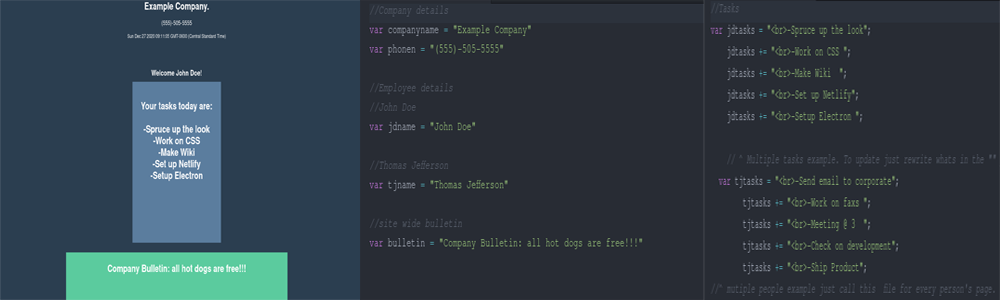 Example Company.
(555)-505-5555
Sun Dec 27 2020 09:11:35 GMT-0600 (Central Standard Time)
Welcome John Doe!
Your tasks today are:
-Spruce up the look
-Work on CSS
-Make Wiki
-Set up Netlify
-Setup Electron
Company Bulletin: all hot dogs are free!!!
//Company details
var companyname = "Example Company"
var phonen = "(555)-505-5555"
//Employee details
//John Doe
var jdname = "John Doe"
//Thomas Jefferson
var tjname = "Thomas Jefferson"
//site wide bulletin
var bulletin = "Company Bulletin: all hot dogs are free!!!"
//Tasks
var jdtasks = "<br>-Spruce up the look";
jdtasks += "<br>-Work on CSS ";
jdtasks += "<br>-Make Wiki  ";
jdtasks += "<br>-Set up Netlify";
jdtasks += "<br>-Setup Electron ";
// ^ Multiple tasks example. To update just rewrite whats in the ""
var tjtasks = "<br>-Send email to corporate";
tjtasks += "<br>-Work on faxs ";
tjtasks += "<br>-Meeting @ 3  ";
tjtasks += "<br>-Check on development";
tjtasks += "<br>-Ship Product";
//^ mutiple people example just call this  file for every person's page.